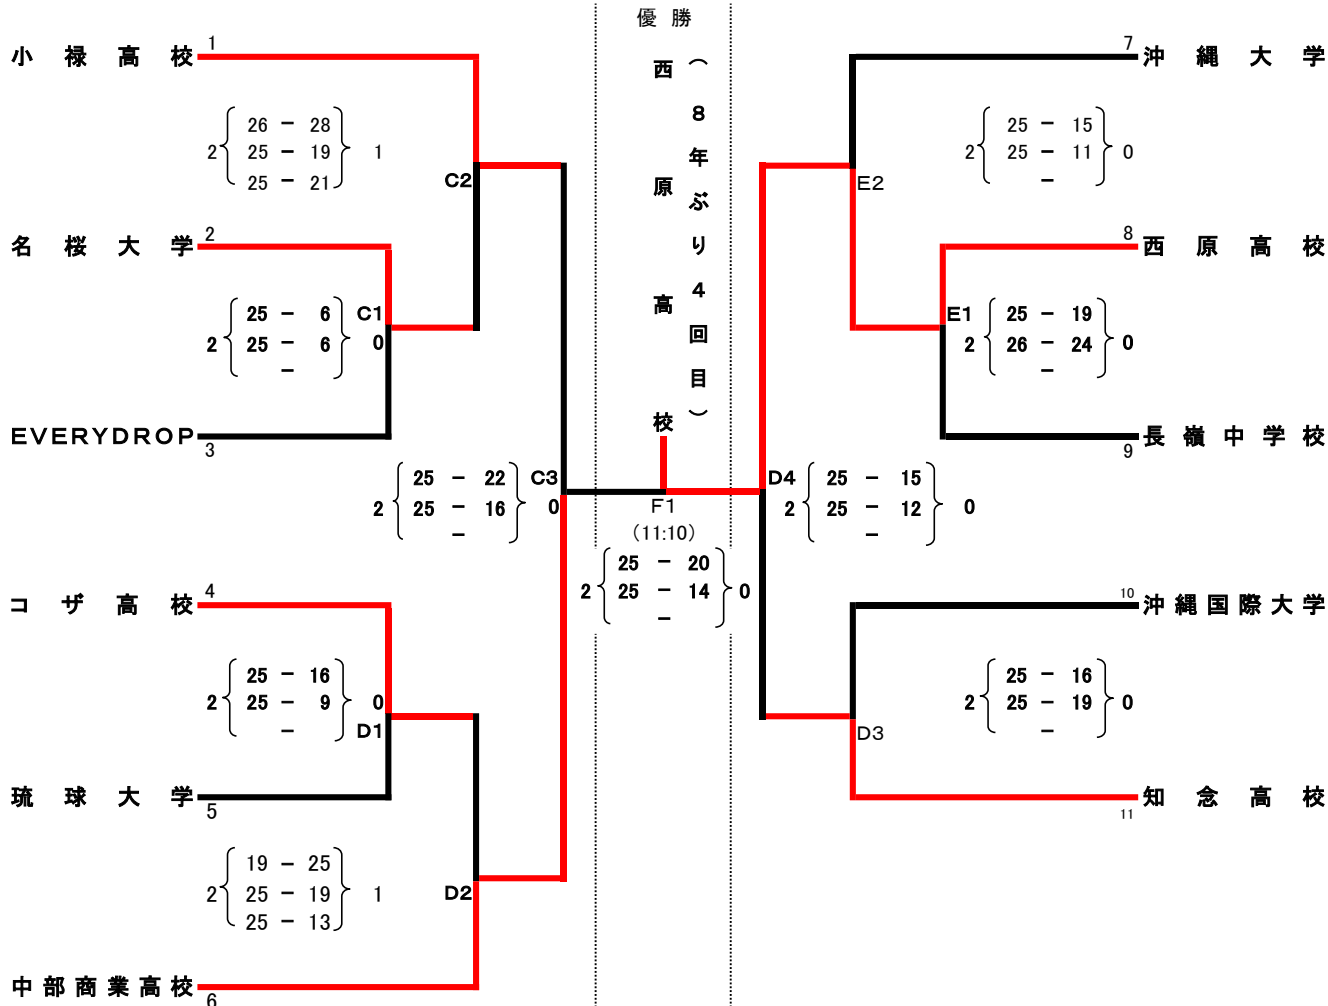 優勝
西原高校
(8年ぶり4回目)
小禄高校
1
2 26 － 28 1
25 － 19
25 － 21
C2
名桜大学
2
2 25 － 6 0
25 － 6
－
C1
EVERYDROP
3
2 25 － 22 0
25 － 16
－
C3
コザ高校
4
2 25 － 16 0
25 － 9
－
D1
琉球大学
5
2 19 － 25 1
25 － 19
25 － 13
D2
中部商業高校
6
F1
(11:10)
2 25 － 20 0
25 － 14
－
7
沖縄大学
2 25 － 15 0
25 － 11
－
E2
8
西原高校
E1
2 25 － 19 0
26 － 24
－
9
長嶺中学校
D4
2 25 － 15 0
25 － 12
－
10
沖縄国際大学
2 25 － 16 0
25 － 19
－
D3
11
知念高校